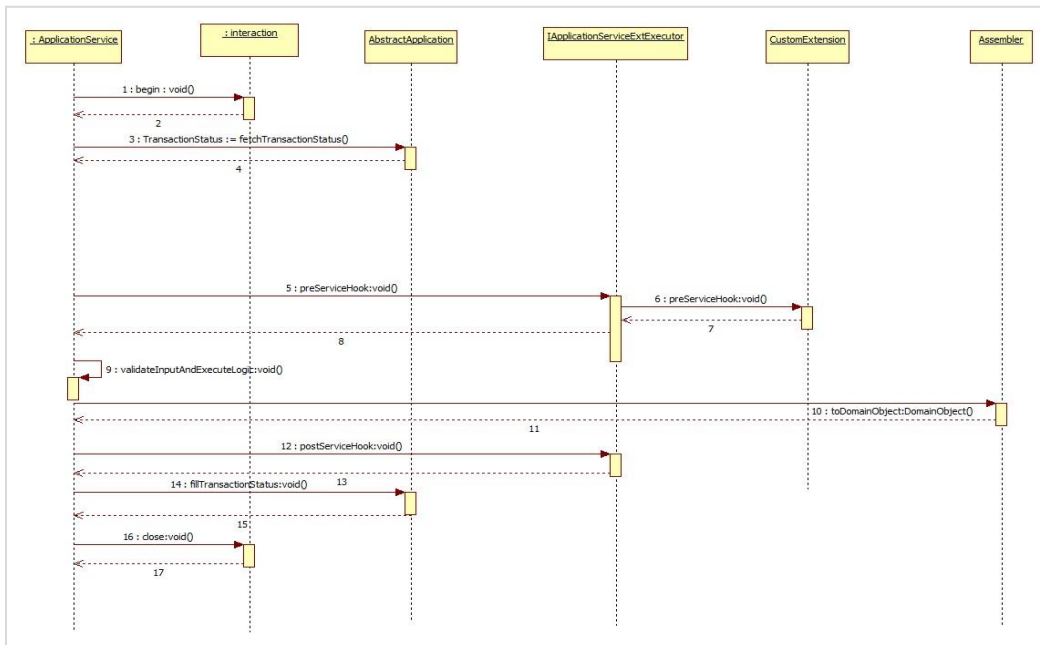 : ApplicationService
: interaction
AbstractApplication
IApplicationServiceExtExecutor
CustomExtension
Assembler
1 : begin : void()
2
3 : TransactionStatus := fetchTransactionStatus()
4
5 : preServiceHook:void()
6 : preServiceHook:void()
7
8
9 : validateInputAndExecuteLogic:void()
10 : toDomainObject:DomainObject()
11
12 : postServiceHook:void()
13
14 : fillTransactionStatus:void()
15
16 : close:void()
17